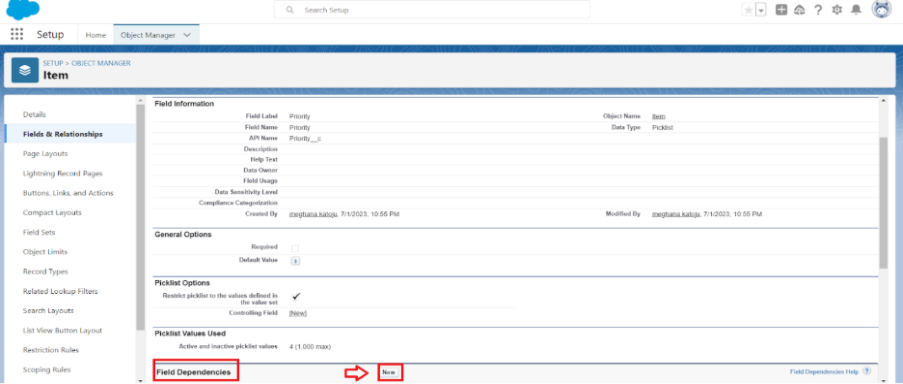 Search Setup
Setup Home Object Manager
SETUP > OBJECT MANAGER
Item
Details
Fields & Relationships
Page Layouts
Lightning Record Pages
Buttons, Links, and Actions
Compact Layouts
Field Sets
Object Limits
Record Types
Related Lookup Filters
Search Layouts
List View Button Layout
Restriction Rules
Scoping Rules
Field Information
Field Label Priority Object Name Item
Field Name Priority Data Type Picklist
API Name Priority__c
Description
Help Text
Data Owner
Field Usage
Data Sensitivity Level
Compliance Categorization
Created By meghana katoju, 7/1/2023, 10:55 PM Modified By meghana katoju, 7/1/2023, 10:55 PM
General Options
Required
Default Value
Picklist Options
Restrict picklist to the values defined in
the value set
Controlling Field [New]
Picklist Values Used
Active and inactive picklist values 4 (1,000 max)
Field Dependencies New Field Dependencies Help ?